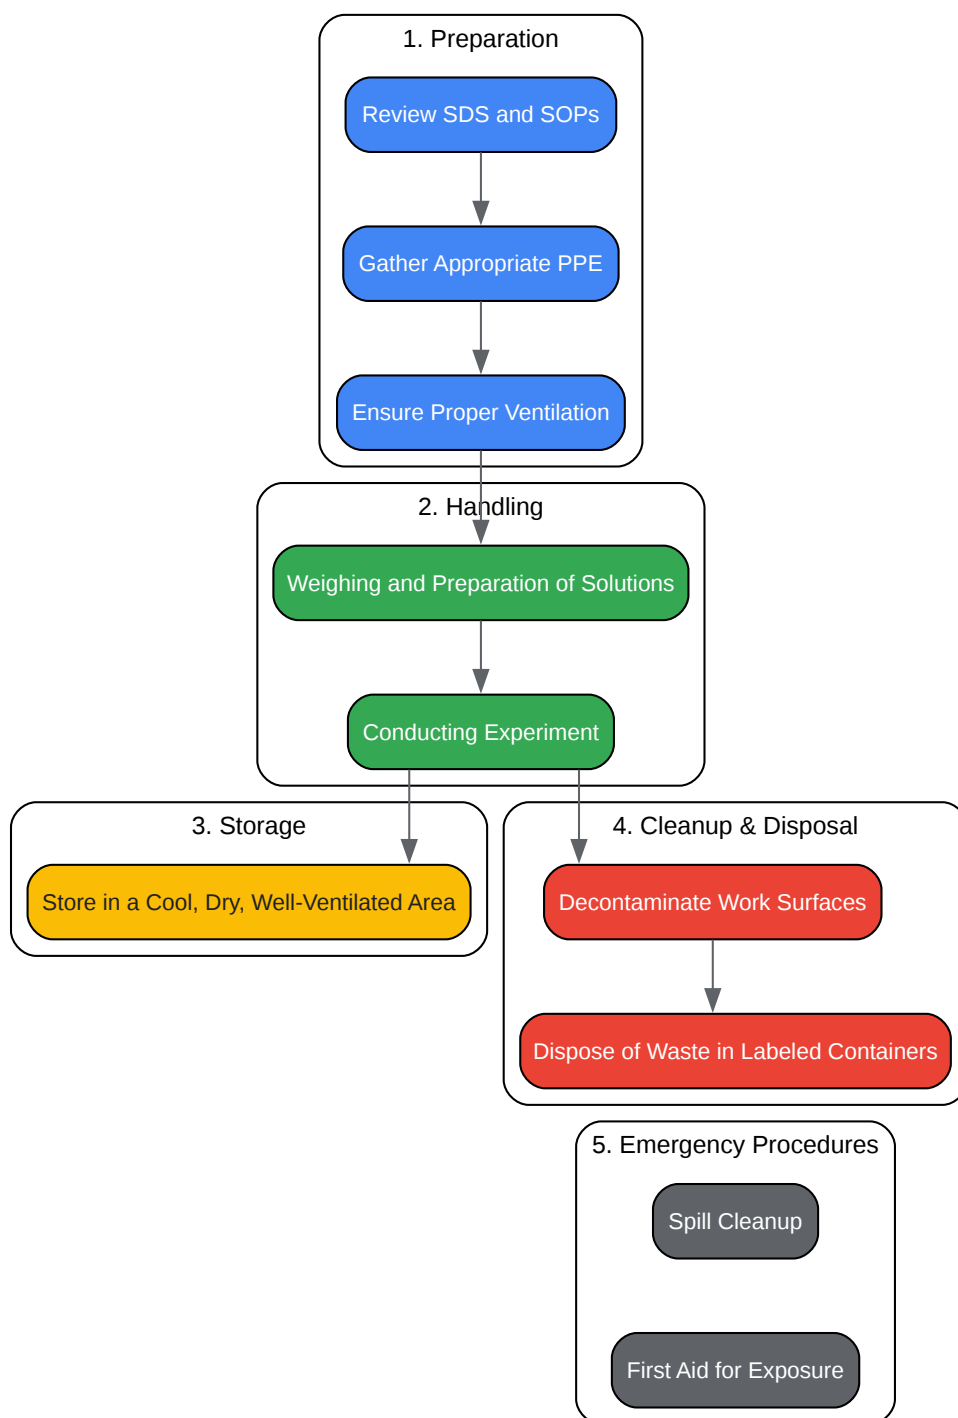 1. Preparation
Review SDS and SOPs
Gather Appropriate PPE
Ensure Proper Ventilation
2. Handling
Weighing and Preparation of Solutions
Conducting Experiment
3. Storage
Store in a Cool, Dry, Well-Ventilated Area
4. Cleanup & Disposal
Decontaminate Work Surfaces
Dispose of Waste in Labeled Containers
5. Emergency Procedures
Spill Cleanup
First Aid for Exposure